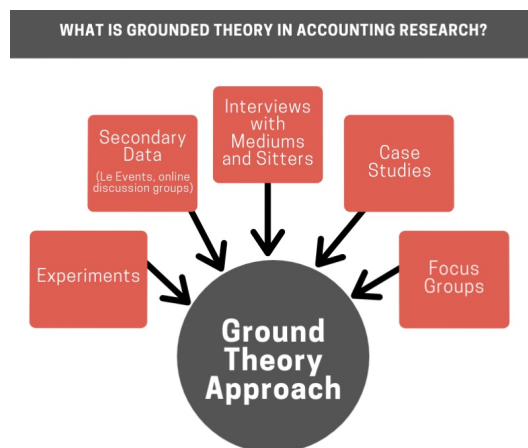 WHAT IS GROUNDED THEORY IN ACCOUNTING RESEARCH?
Interviews
with
Mediums
and Sitters
Secondary
Data
(Le Events, online
discussion groups)
Case
Studies
Experiments
Focus
Groups
Ground
Theory
Approach